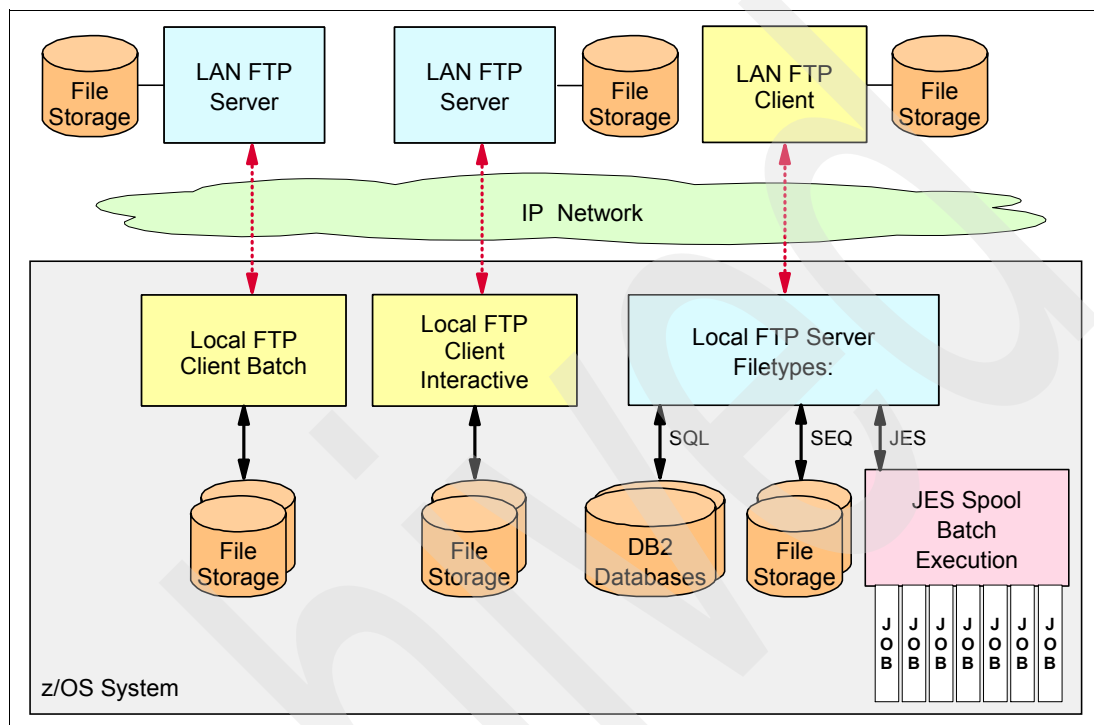 File
Storage
LAN FTP
Server
LAN FTP
Server
File
Storage
LAN FTP
Client
File
Storage
IP Network
Local FTP
Client Batch
Local FTP
Client
Interactive
Local FTP Server
Filetypes:
SQL
SEQ
JES
File
Storage
File
Storage
DB2
Databases
File
Storage
JES Spool
Batch
Execution
JOB
JOB
JOB
JOB
JOB
JOB
JOB
z/OS System